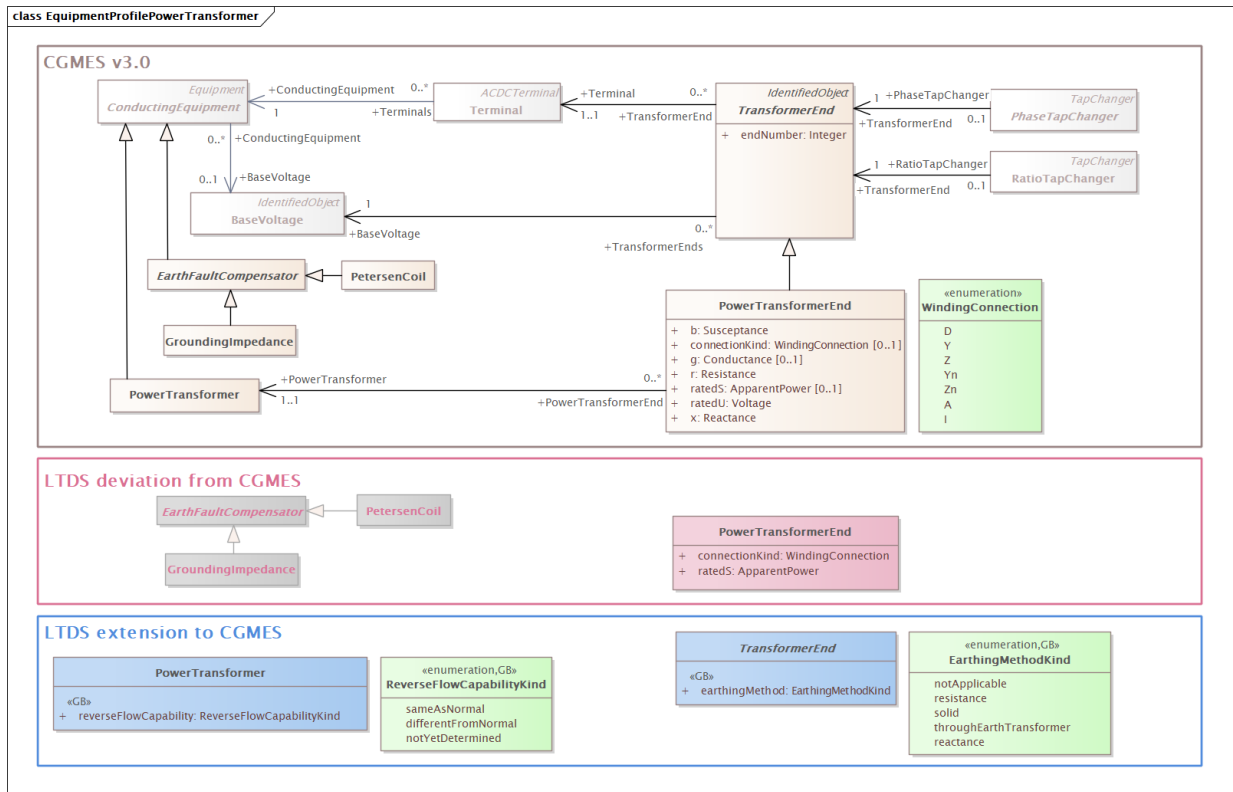 class EquipmentProfilePowerTransformer
CGMES v3.0
Equipment
ConductingEquipment
+ConductingEquipment
0..*
1
+Terminals
ACDCTerminal
Terminal
+Terminal
0..*
1..1
+TransformerEnd
IdentifiedObject
TransformerEnd
+ endNumber: Integer
1 +PhaseTapChanger
+TransformerEnd
0..1
TapChanger
PhaseTapChanger
1 +RatioTapChanger
+TransformerEnd
0..1
TapChanger
RatioTapChanger
0..*
+ConductingEquipment
0..1
+BaseVoltage
IdentifiedObject
BaseVoltage
1
+BaseVoltage
0..*
+TransformerEnds
EarthFaultCompensator
PetersenCoil
GroundingImpedance
PowerTransformer
+PowerTransformer
1..1
0..*
+PowerTransformerEnd
PowerTransformerEnd
+ b: Susceptance
+ connectionKind: WindingConnection [0..1]
+ g: Conductance [0..1]
+ r: Resistance
+ ratedS: ApparentPower [0..1]
+ ratedU: Voltage
+ x: Reactance
«enumeration»
WindingConnection
D
Y
Z
Yn
Zn
A
I
LTDS deviation from CGMES
EarthFaultCompensator
PetersenCoil
GroundingImpedance
PowerTransformerEnd
+ connectionKind: WindingConnection
+ ratedS: ApparentPower
LTDS extension to CGMES
PowerTransformer
«GB»
+ reverseFlowCapability: ReverseFlowCapabilityKind
«enumeration,GB»
ReverseFlowCapabilityKind
sameAsNormal
differentFromNormal
notYetDetermined
TransformerEnd
«GB»
+ earthingMethod: EarthingMethodKind
«enumeration,GB»
EarthingMethodKind
notApplicable
resistance
solid
throughEarthTransformer
reactance